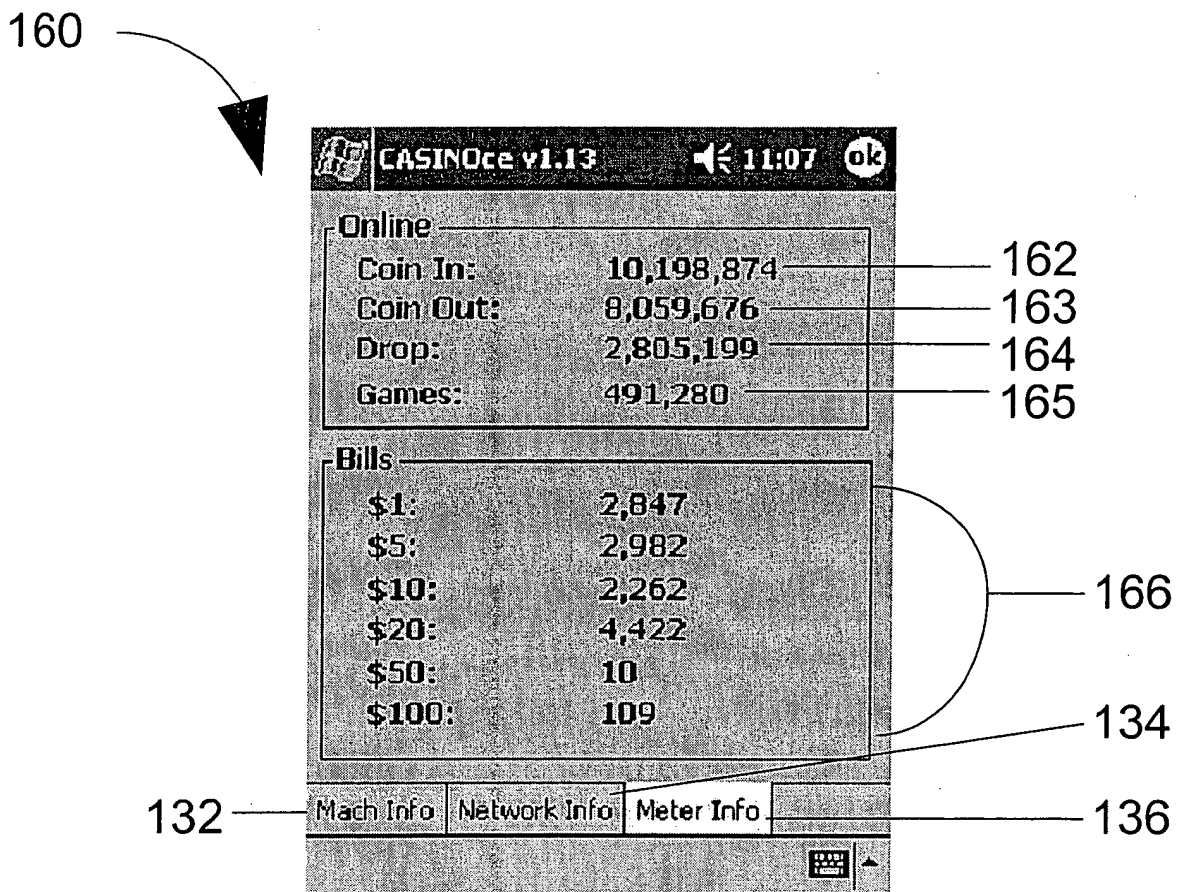 160
CASINOce v1.13 11:07 ok
Online
Coin In: 10,198,874 162
Coin Out: 8,059,676 163
Drop: 2,805,199 164
Games: 491,280 165
Bills
$1: 2,847
$5: 2,982
$10: 2,262 166
$20: 4,422
$50: 10
$100: 109
134
132 Mach Info Network Info Meter Info 136